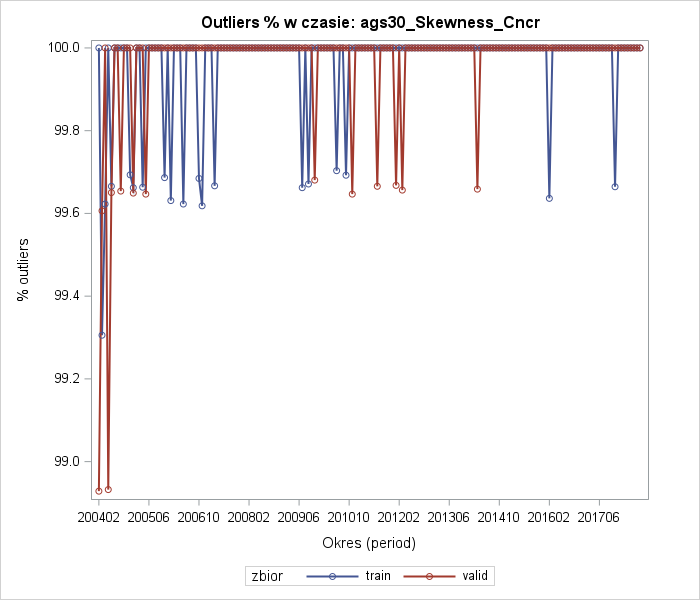 Outliers % w czasie: ags30_Skewness_Cncr
100.0
99.8
99.6
99.4
99.2
99.0
% outliers
200402 200506 200610 200802 200906 201010 201202 201306 201410 201602 201706
Okres (period)
zbior train valid